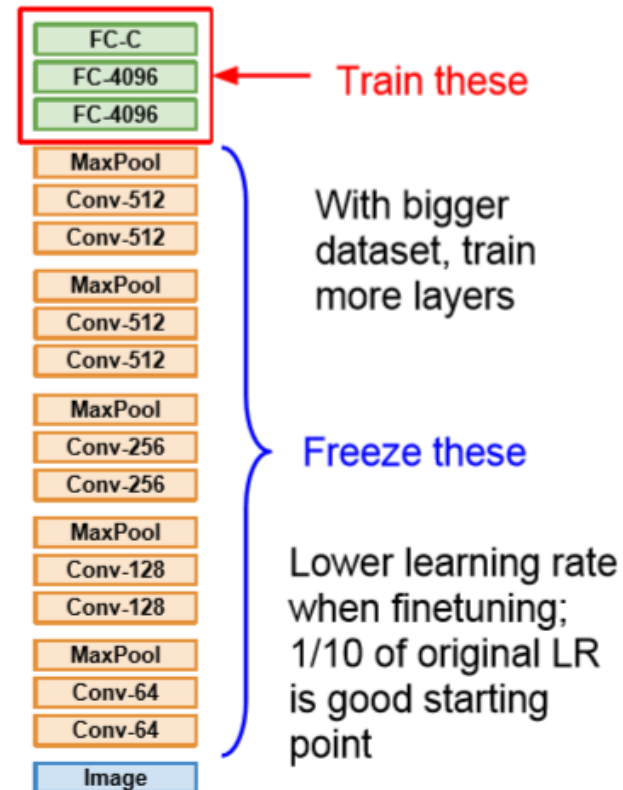 FC-C
FC-4096
FC-4096
Train these
MaxPool
Conv-512
Conv-512
MaxPool
Conv-512
Conv-512
MaxPool
Conv-256
Conv-256
MaxPool
Conv-128
Conv-128
MaxPool
Conv-64
Conv-64
Image
With bigger
dataset, train
more layers
Freeze these
Lower learning rate
when finetuning;
1/10 of original LR
is good starting
point